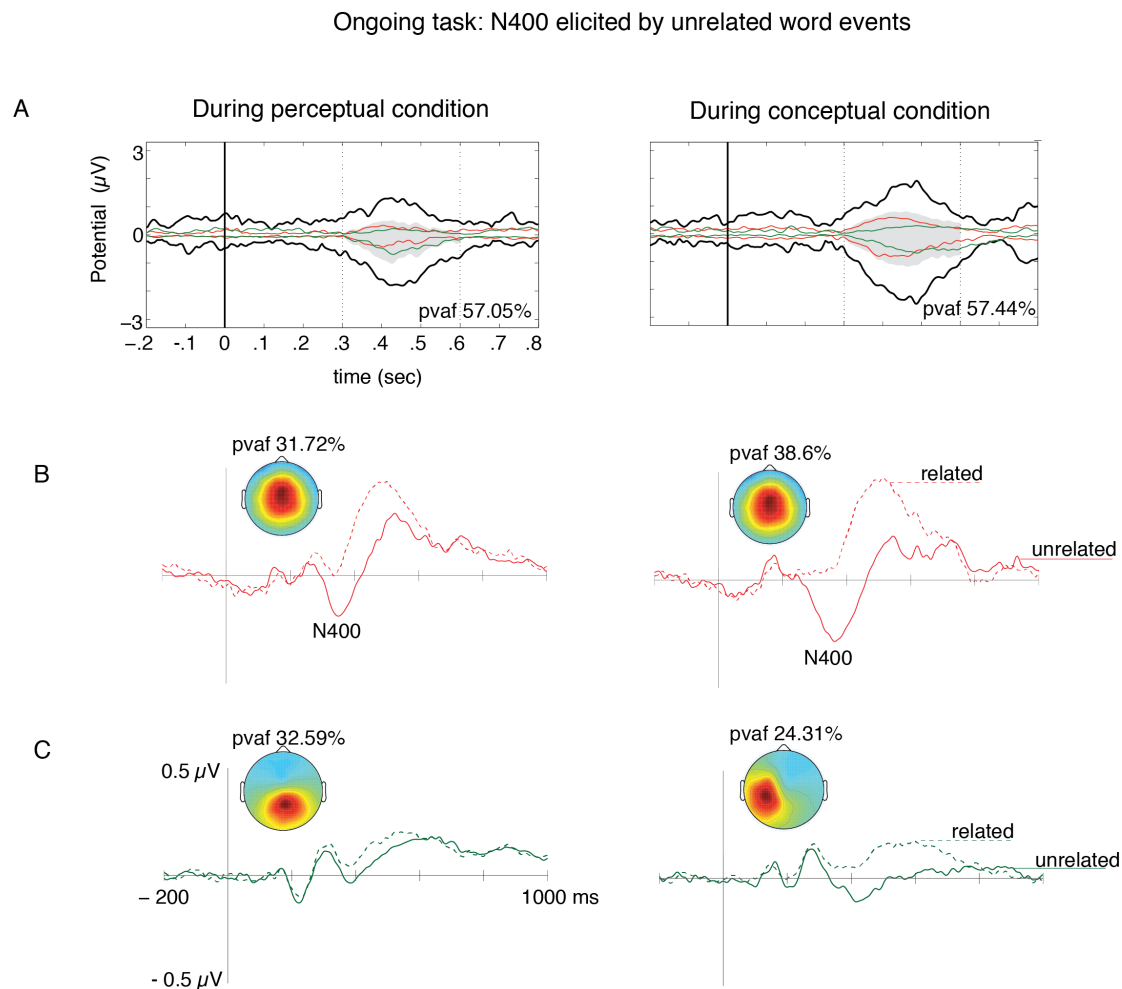 Ongoing task: N400 elicited by unrelated word events
A
During perceptual condition
During conceptual condition
Potential (µV)
3
0
−3
pvaf 57.05%
pvaf 57.44%
−.2 -.1 0 .1 .2 .3 .4 .5 .6 .7 .8
time (sec)
B
pvaf 31.72%
pvaf 38.6%
related
unrelated
N400
N400
C
pvaf 32.59%
pvaf 24.31%
0.5 µV
related
unrelated
− 200
1000 ms
- 0.5 µV